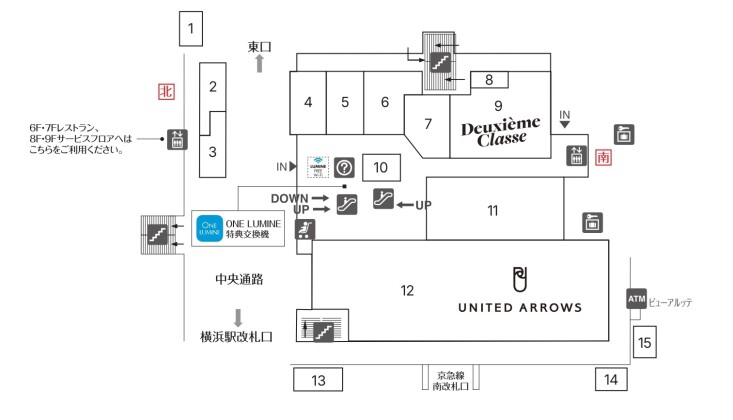 1
東口
北
2
3
6F・7Fレストラン、
8F・9Fサービスフロアへは
こちらをご利用ください。
4
5
6
7
8
9
Deuxième
Classe
IN
南
IN
LUMINE
FREE
Wi-Fi
?
10
DOWN
UP
UP
11
ONE
LUMINE
ONE LUMINE
特典交換機
12
UNITED ARROWS
中央通路
横浜駅改札口
ATM
ビューアルッテ
13
京急線
南改札口
14
15